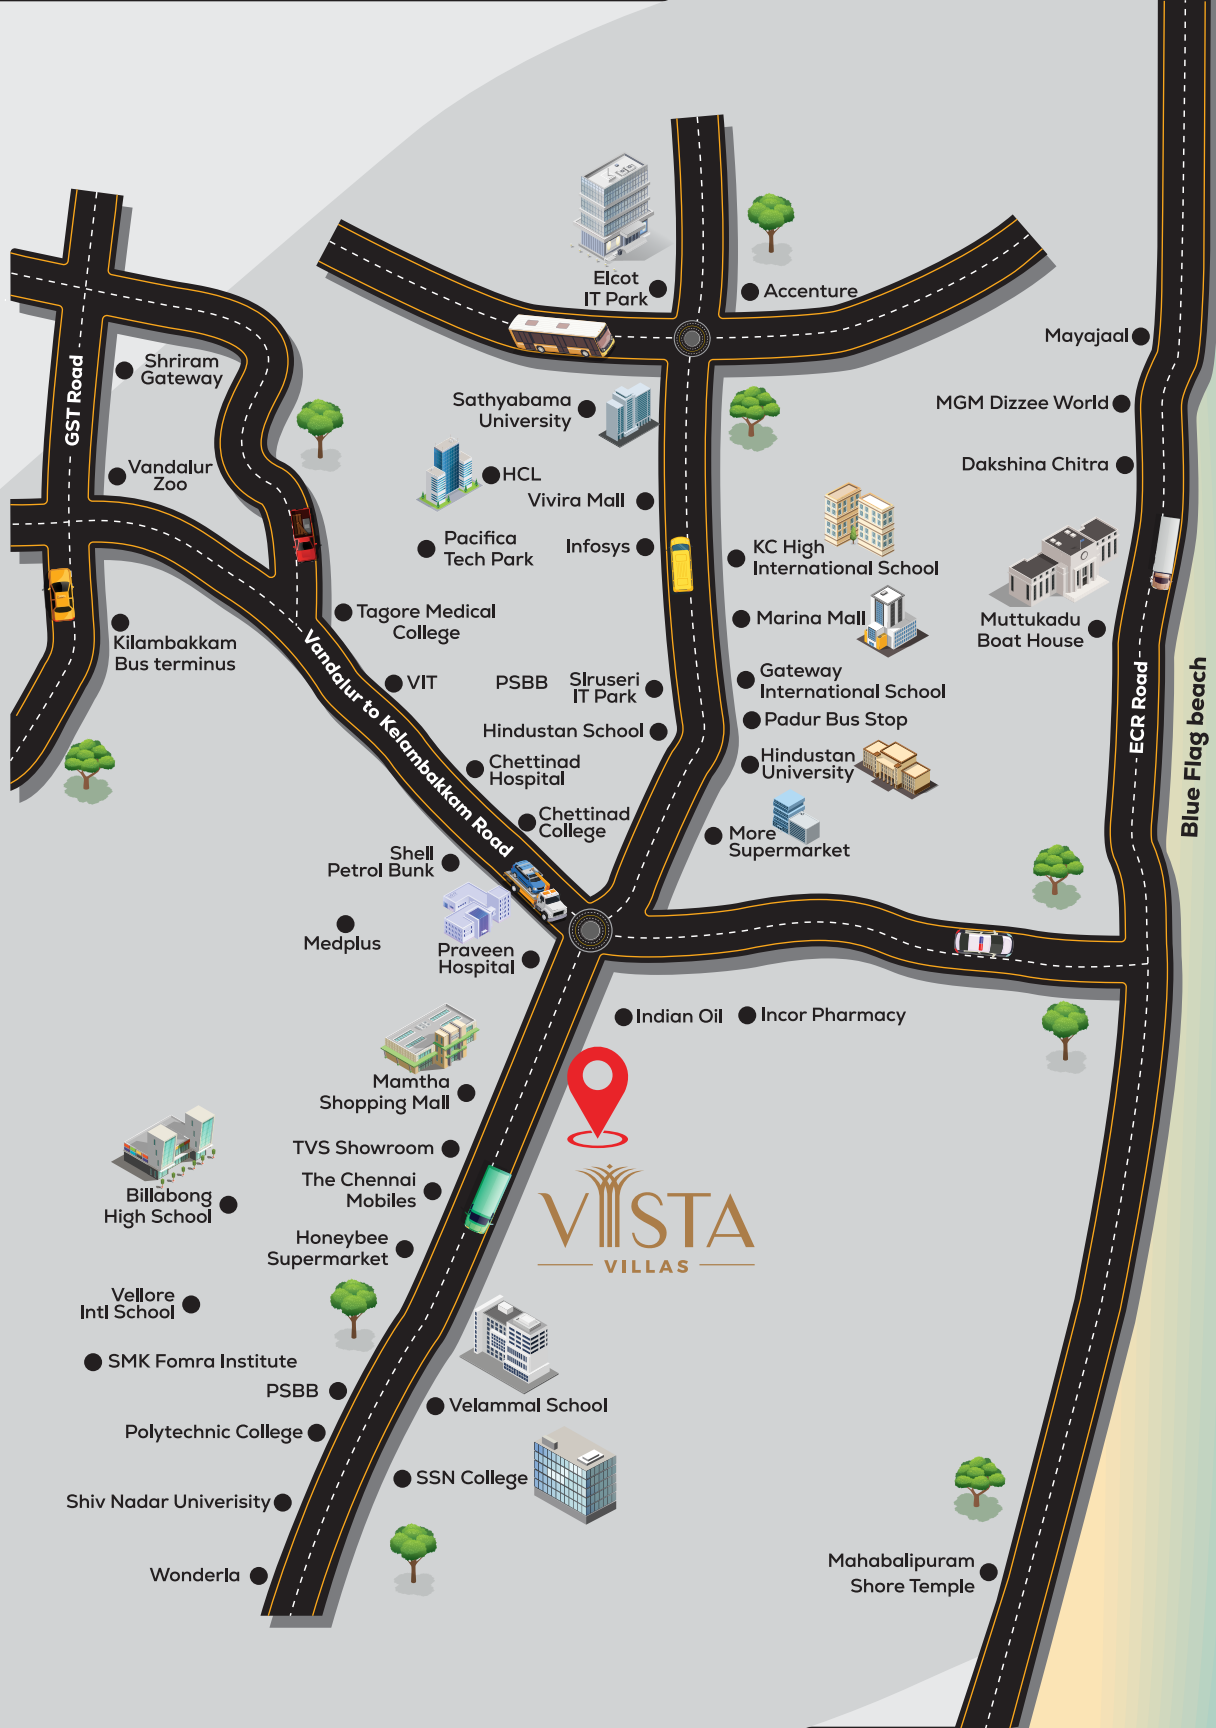 Elcot
IT Park
Accenture
Mayajaal
Shriram
Gateway
GST Road
Sathyabama
University
MGM Dizzee World
Vandalur
Zoo
HCL
Dakshina Chitra
Vivira Mall
Pacifica
Tech Park
Infosys
KC High
International School
Tagore Medical
College
Marina Mall
Muttukadu
Boat House
Kilambakkam
Bus terminus
Vandalur to Kelambakkam Road
VIT
PSBB
SIruseri
IT Park
Gateway
International School
ECR Road
Blue Flag beach
Hindustan School
Padur Bus Stop
Chettinad
Hospital
Hindustan
University
Chettinad
College
More
Supermarket
Shell
Petrol Bunk
Medplus
Praveen
Hospital
Indian Oil
Incor Pharmacy
Mamtha
Shopping Mall
TVS Showroom
The Chennai
Mobiles
Billabong
High School
VISTA
VILLAS
Honeybee
Supermarket
Vellore
Intl School
SMK Fomra Institute
PSBB
Velammal School
Polytechnic College
SSN College
Shiv Nadar Univerisity
Wonderla
Mahabalipuram
Shore Temple